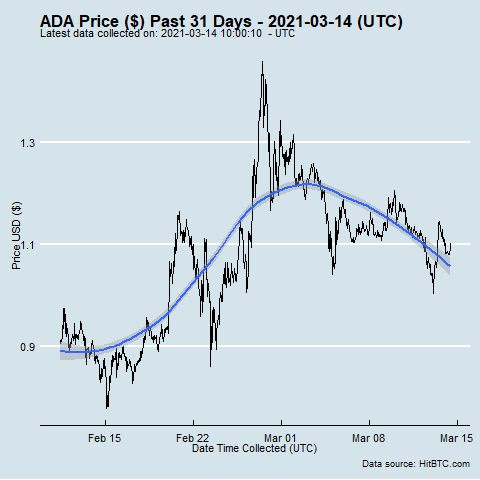 ADA Price ($) Past 31 Days - 2021-03-14 (UTC)
Latest data collected on: 2021-03-14 10:00:10 - UTC
1.3
1.1
0.9
Price USD ($)
Feb 15 Feb 22 Mar 01 Mar 08 Mar 15
Date Time Collected (UTC)
Data source: HitBTC.com